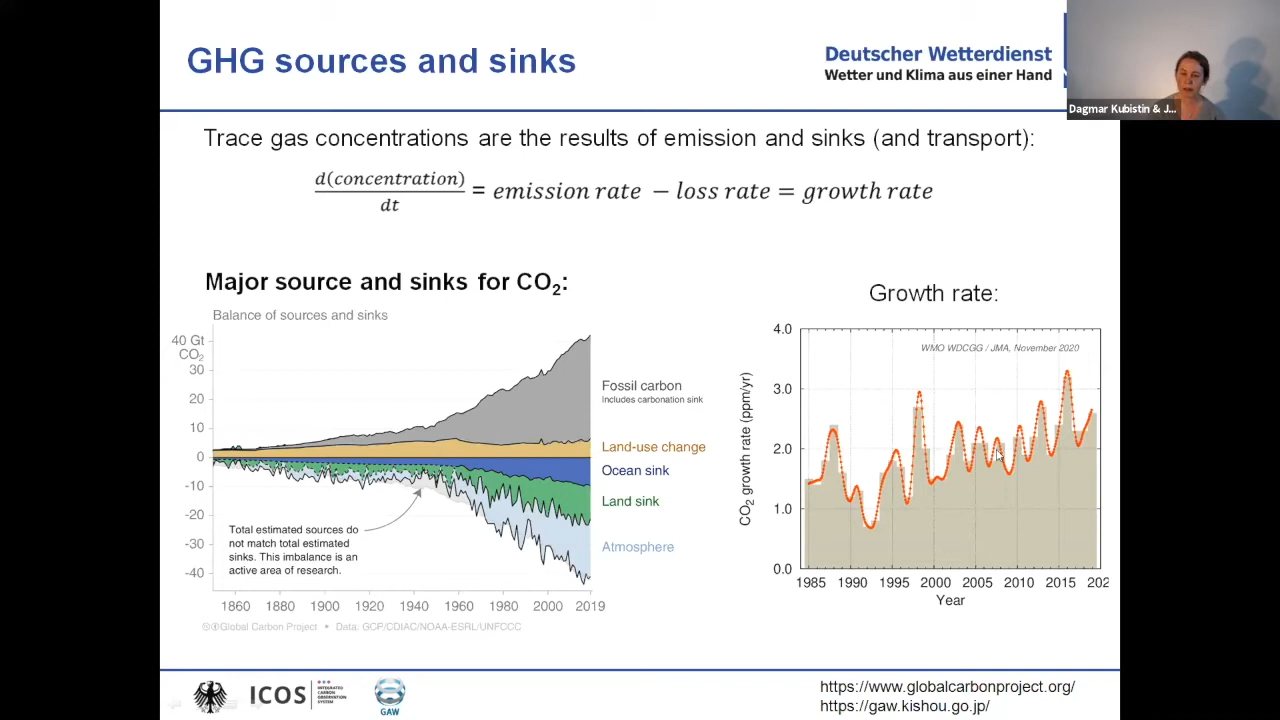 GHG sources and sinks
Deutscher Wetterdienst
Wetter und Klima aus einer Hand
Dagmar Kubistin & J...
Trace gas concentrations are the results of emission and sinks (and transport):
d(concentration)/dt = emission rate − loss rate = growth rate
Major source and sinks for CO₂:
Balance of sources and sinks
40 Gt
CO₂
30
20
10
0
-10
-20
-30
-40
Fossil carbon
Includes carbonation sink
Land-use change
Ocean sink
Land sink
Atmosphere
Total estimated sources do
not match total estimated
sinks. This imbalance is an
active area of research.
1860 1880 1900 1920 1940 1960 1980 2000 2019
Global Carbon Project • Data: GCP/CDIAC/NOAA-ESRL/UNFCCC
Growth rate:
WMO WDCGG / JMA, November 2020
CO₂ growth rate (ppm/yr)
4.0
3.0
2.0
1.0
0.0
1985 1990 1995 2000 2005 2010 2015 202
Year
ICOS
INTEGRATED
CARBON
OBSERVATION
SYSTEM
GAW
https://www.globalcarbonproject.org/
https://gaw.kishou.go.jp/